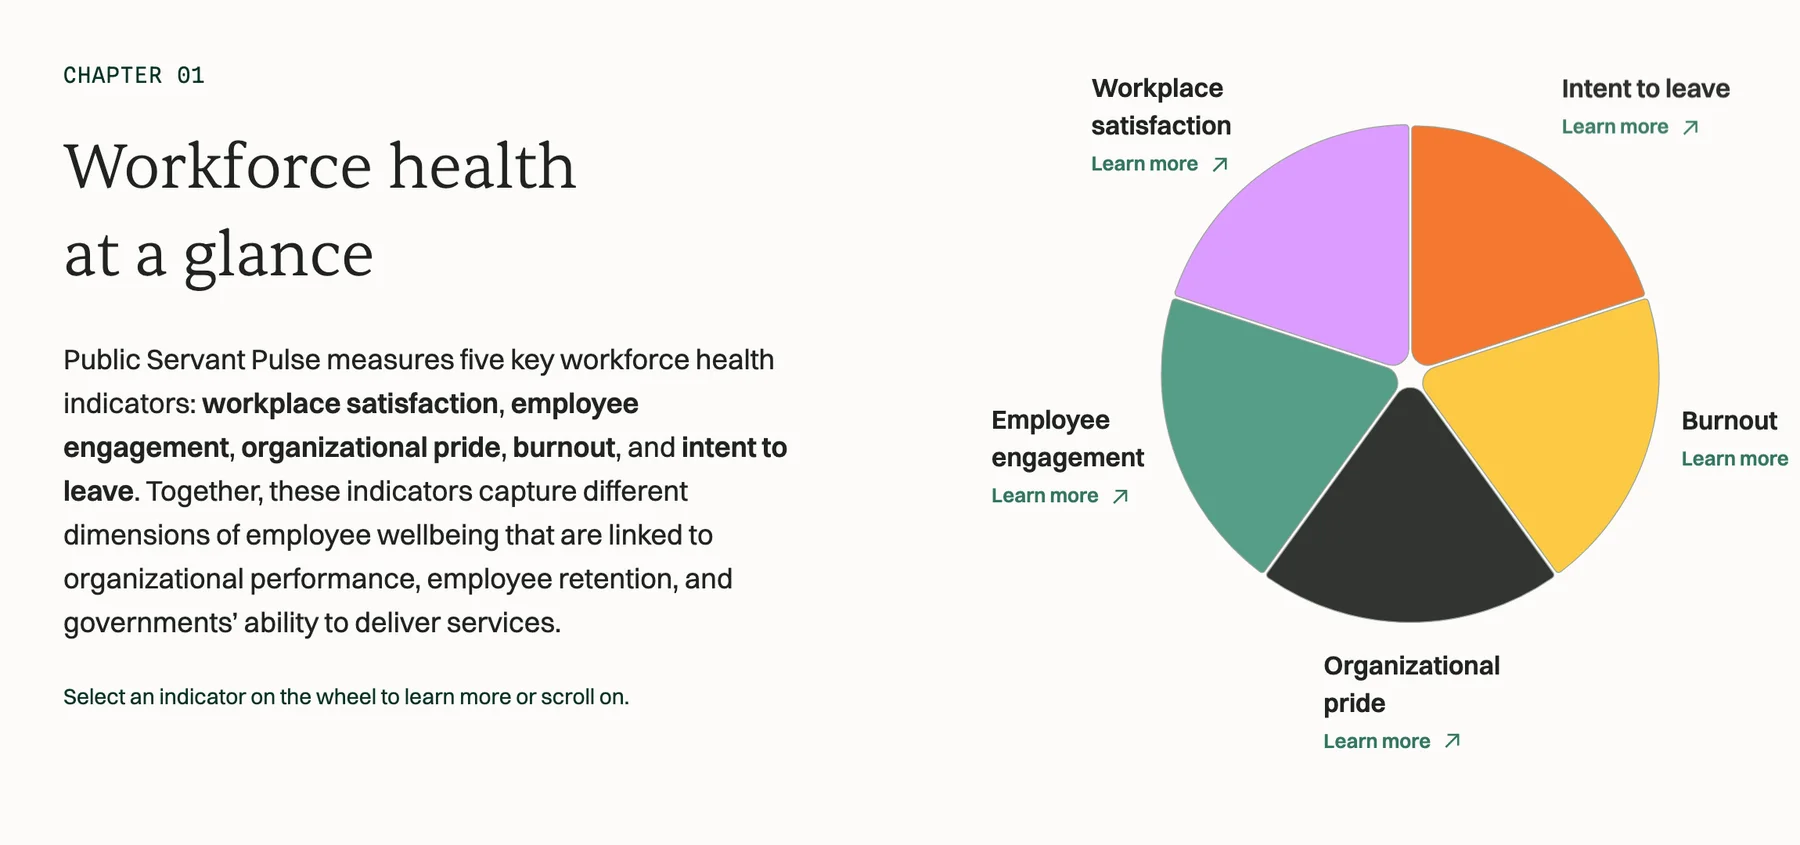 CHAPTER 01
Workforce health
at a glance
Public Servant Pulse measures five key workforce health
indicators: workplace satisfaction, employee
engagement, organizational pride, burnout, and intent to
leave. Together, these indicators capture different
dimensions of employee wellbeing that are linked to
organizational performance, employee retention, and
governments’ ability to deliver services.
Select an indicator on the wheel to learn more or scroll on.
Workplace
satisfaction
Learn more
Intent to leave
Learn more
Employee
engagement
Learn more
Burnout
Learn more
Organizational
pride
Learn more